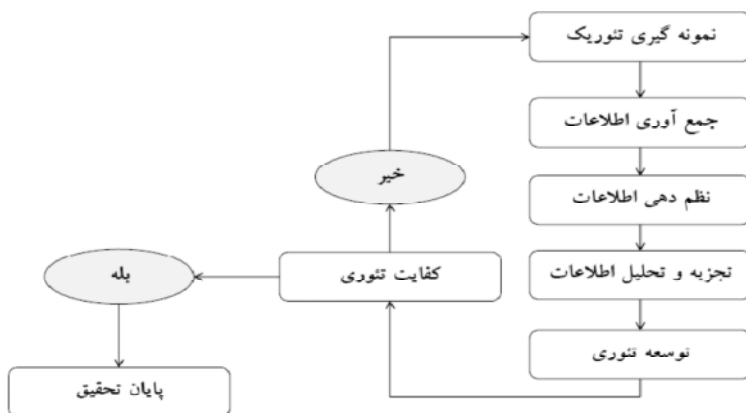 نمونه گیری تئوریک
جمع آوری اطلاعات
خیر
نظم دهی اطلاعات
بله
کفایت تئوری
تجزیه و تحلیل اطلاعات
توسعه تئوری
پایان تحقیق